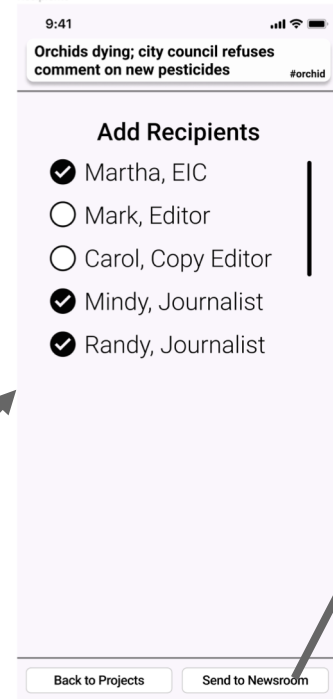 9:41
Orchids dying; city council refuses
comment on new pesticides #orchid
Add Recipients
Martha, EIC
Mark, Editor
Carol, Copy Editor
Mindy, Journalist
Randy, Journalist
Back to Projects Send to Newsroom